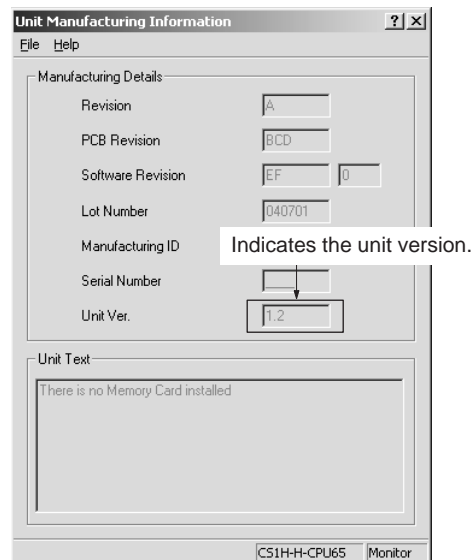 Unit Manufacturing Information
File Help
Manufacturing Details
Revision A
PCB Revision BCD
Software Revision EF 0
Lot Number 040701
Manufacturing ID
Indicates the unit version.
Serial Number
Unit Ver. 1.2
Unit Text
There is no Memory Card installed
CS1H-H-CPU65 Monitor